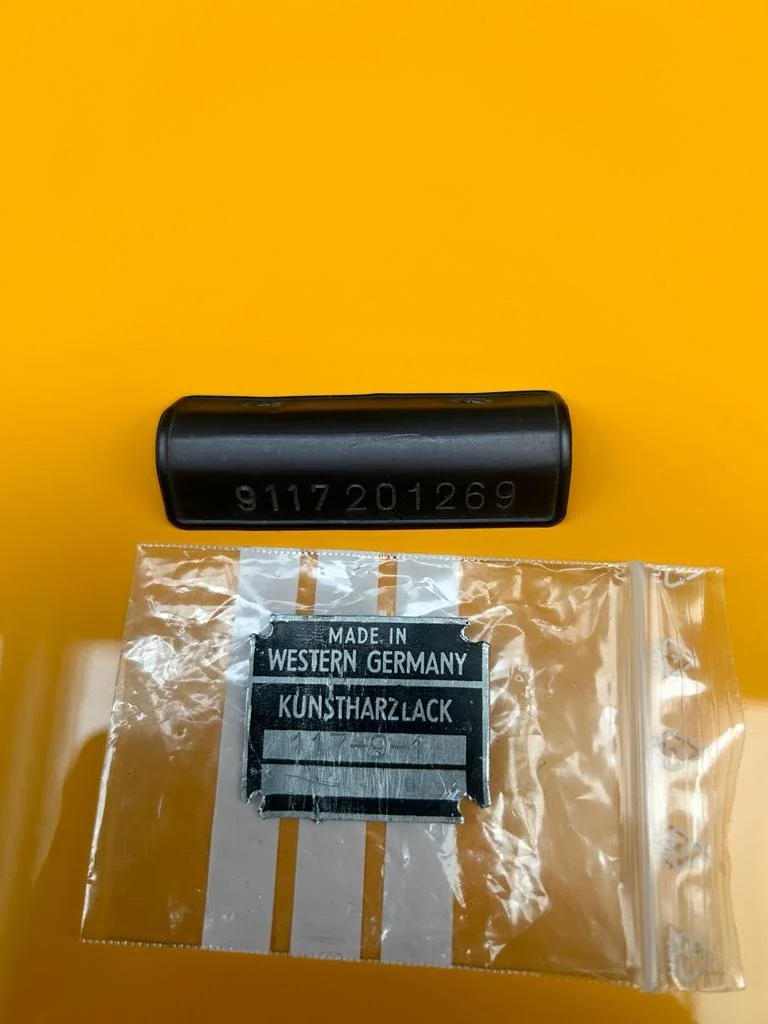 9117201269
MADE IN
WESTERN GERMANY
KUNSTHARZLACK
117-9-1